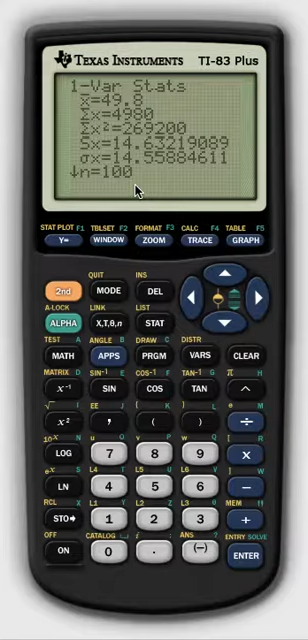 TEXAS INSTRUMENTS TI-83 Plus
1-Var Stats
x̄=49.8
Σx=4980
Σx²=269200
Sx=14.63219089
σx=14.55884611
↓n=100
STAT PLOT F1 TBLSET F2 FORMAT F3 CALC F4 TABLE F5
Y= WINDOW ZOOM TRACE GRAPH
QUIT INS
2nd MODE DEL
A-LOCK LINK LIST
ALPHA X,T,θ,n STAT
TEST A ANGLE B DRAW C DISTR
MATH APPS PRGM VARS CLEAR
MATRIX D SIN⁻¹ E COS⁻¹ F TAN⁻¹ G π H
x⁻¹ SIN COS TAN ^
√ I EE J { K } L e M
x² , ( ) ÷
10ˣ N u O v P w Q [ R
LOG 7 8 9 x
eˣ S L4 T L5 U L6 V ] W
LN 4 5 6 −
RCL X L1 Y L2 Z L3 θ MEM "
STO➡ 1 2 3 +
OFF CATALOG i : ANS ? ENTRY SOLVE
ON 0 . (−) ENTER